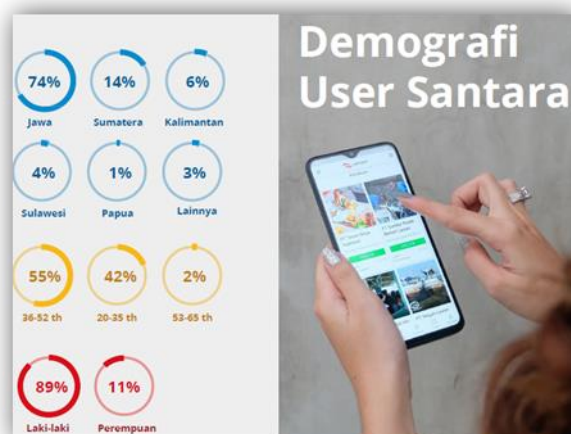 Demografi
User Santara
74% 14% 6%
Jawa Sumatera Kalimantan
4% 1% 3%
Sulawesi Papua Lainnya
55% 42% 2%
36-52 th 20-35 th 53-65 th
89% 11%
Laki-laki Perempuan